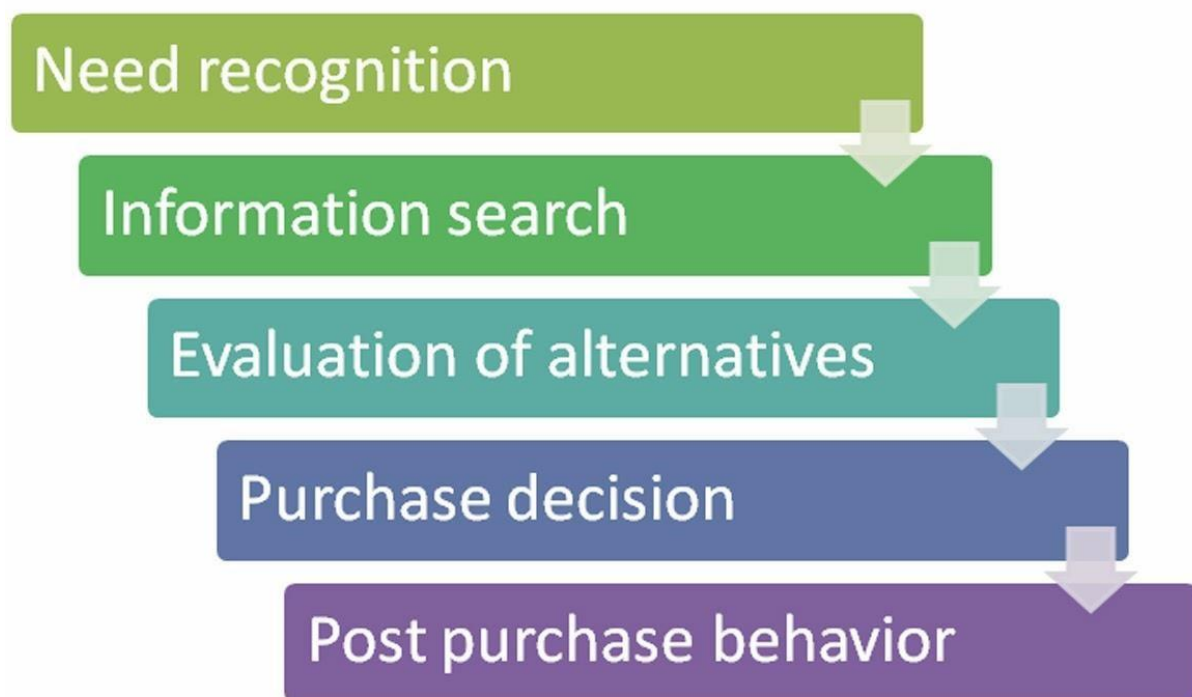 Need recognition
Information search
Evaluation of alternatives
Purchase decision
Post purchase behavior